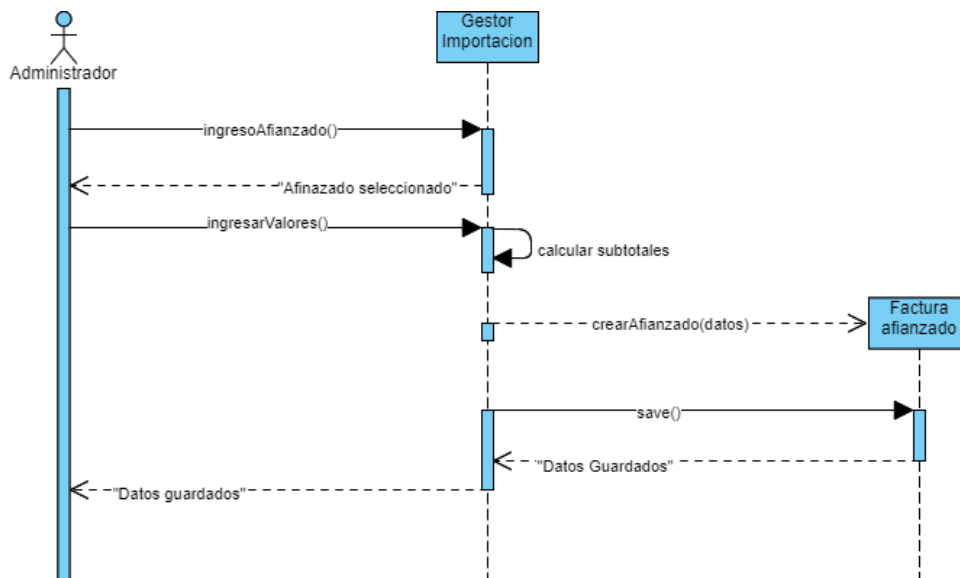 Gestor
Importacion
Administrador
ingresoAfianzado()
"Afinazado seleccionado"
ingresarValores()
calcular subtotales
Factura
afianzado
crearAfianzado(datos)
save()
"Datos Guardados"
"Datos guardados"